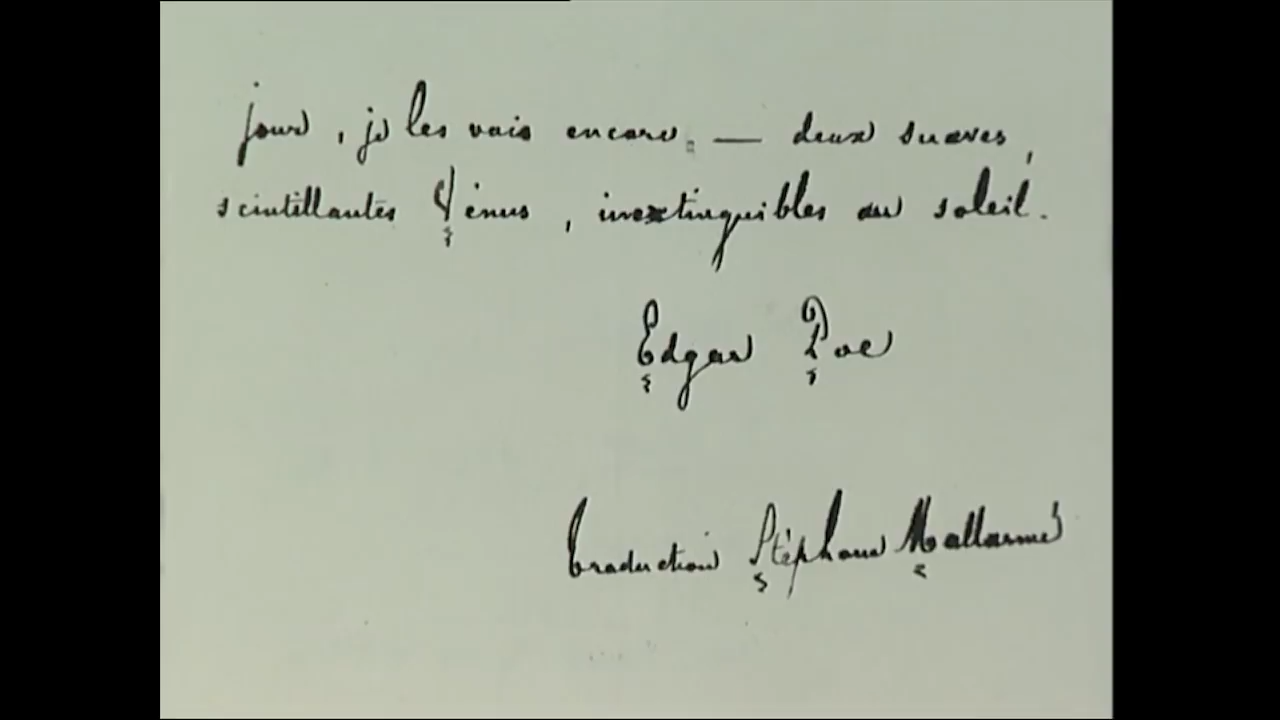 jour, je les vois encore. — deux suaves,
scintillantes Vénus, inextinguibles au soleil.
Edgar Poe
Traduction Stéphane Mallarmé